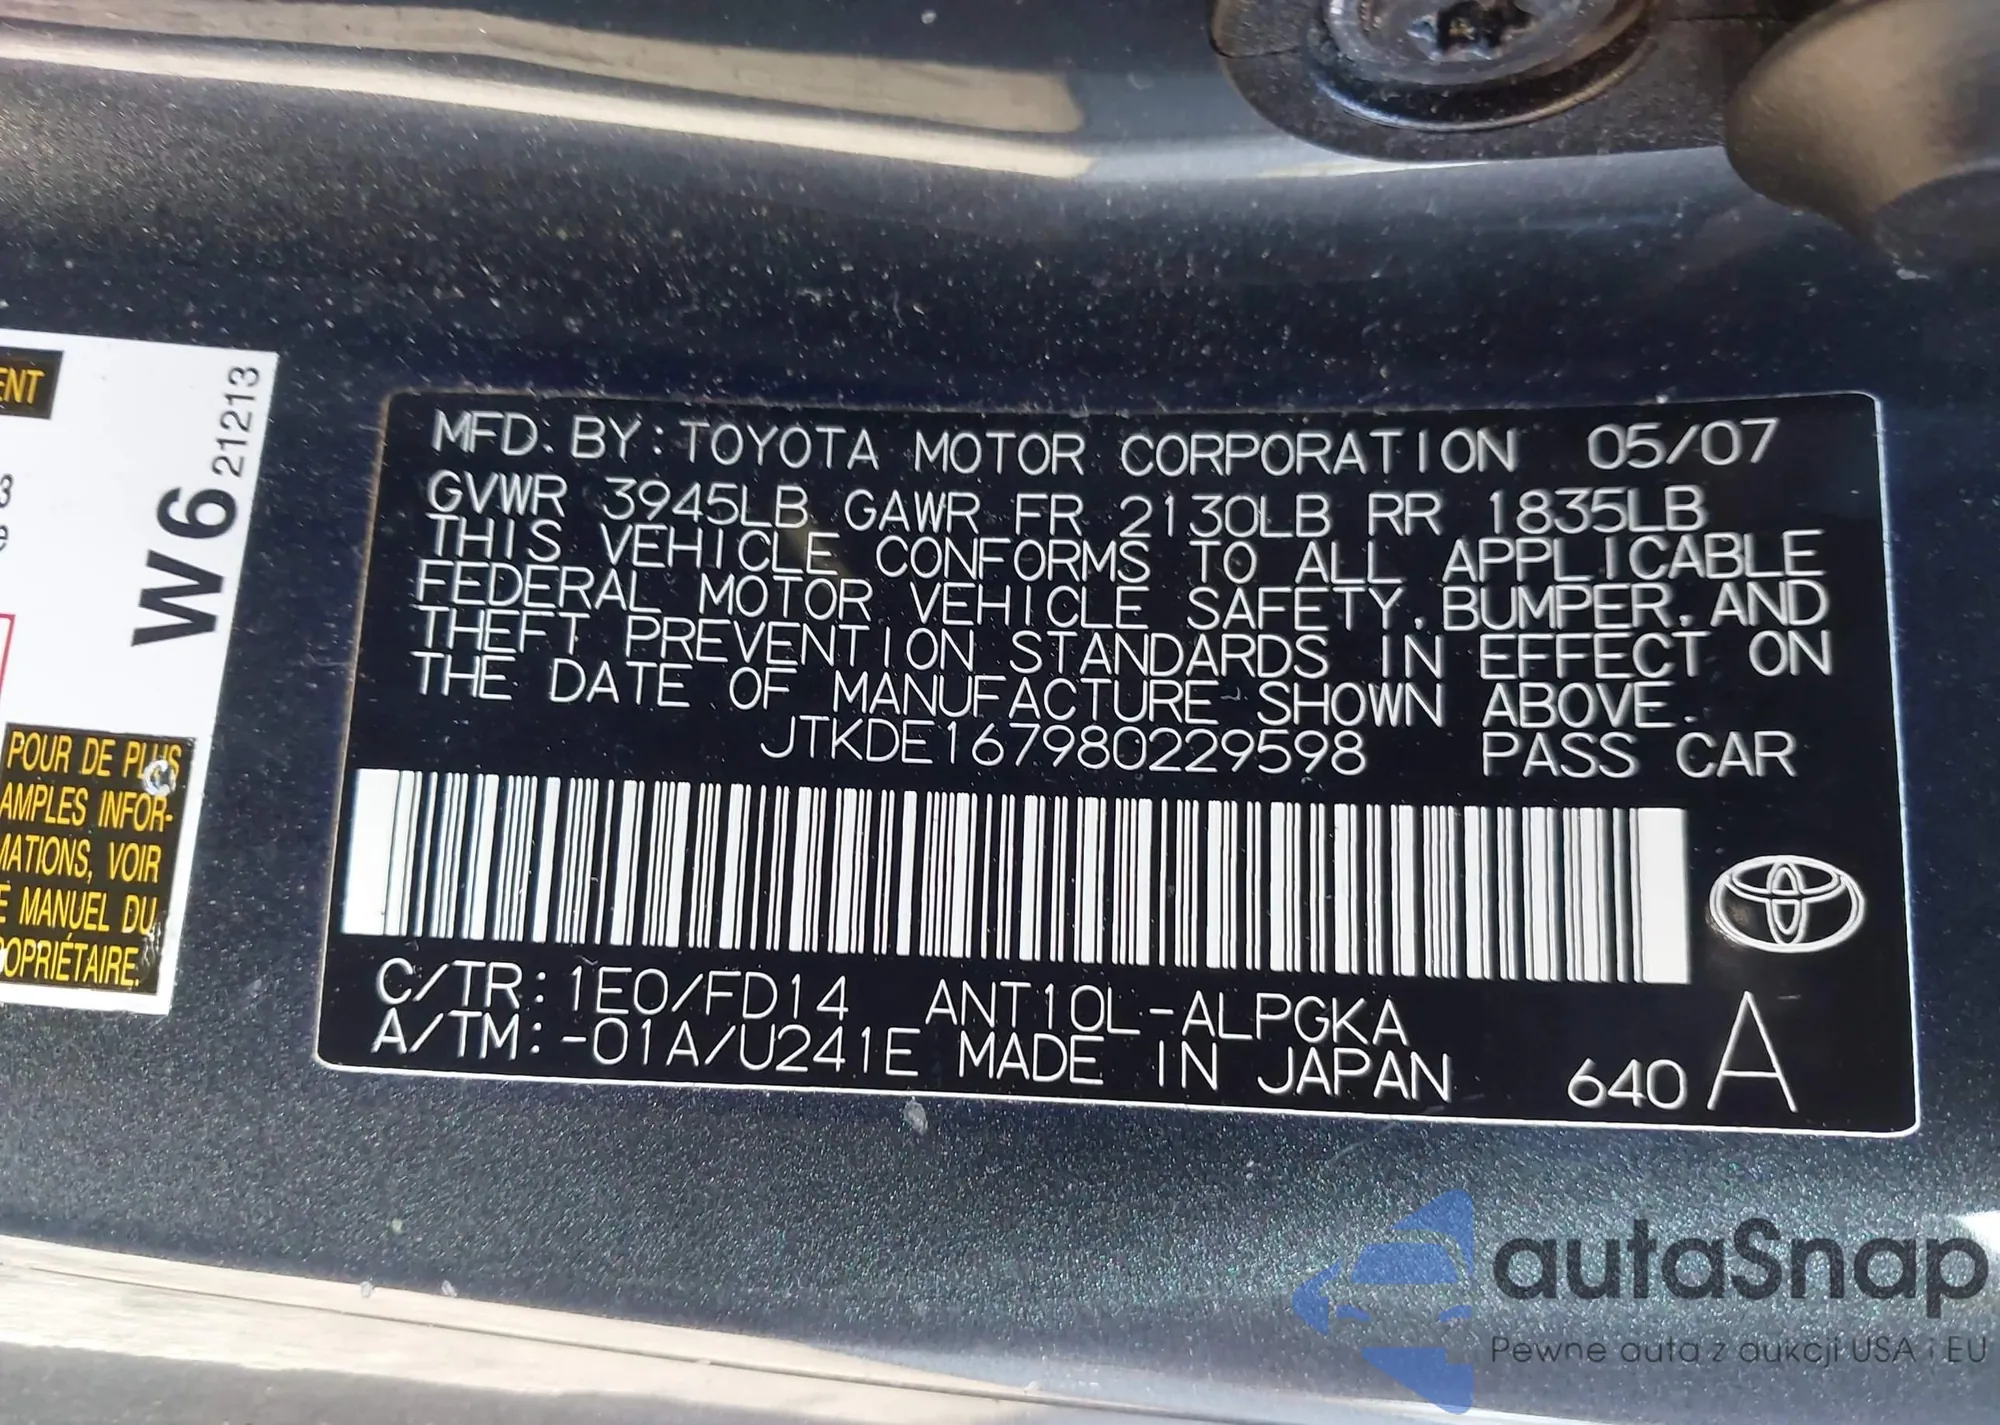 ENT
3
e
W6 21213
POUR DE PLUS
AMPLES INFOR-
MATIONS, VOIR
E MANUEL DU
OPRIÉTAIRE.
MFD. BY: TOYOTA MOTOR CORPORATION 05/07
GVWR 3945LB GAWR FR 2130LB RR 1835LB
THIS VEHICLE CONFORMS TO ALL APPLICABLE
FEDERAL MOTOR VEHICLE SAFETY, BUMPER, AND
THEFT PREVENTION STANDARDS IN EFFECT ON
THE DATE OF MANUFACTURE SHOWN ABOVE.
JTKDE167980229598 PASS CAR
C/TR: 1E0/FD14 ANT10L-ALPGKA
A/TM: -01A/U241E MADE IN JAPAN 640 A
autaSnap
Pewne auta z aukcji USA i EU